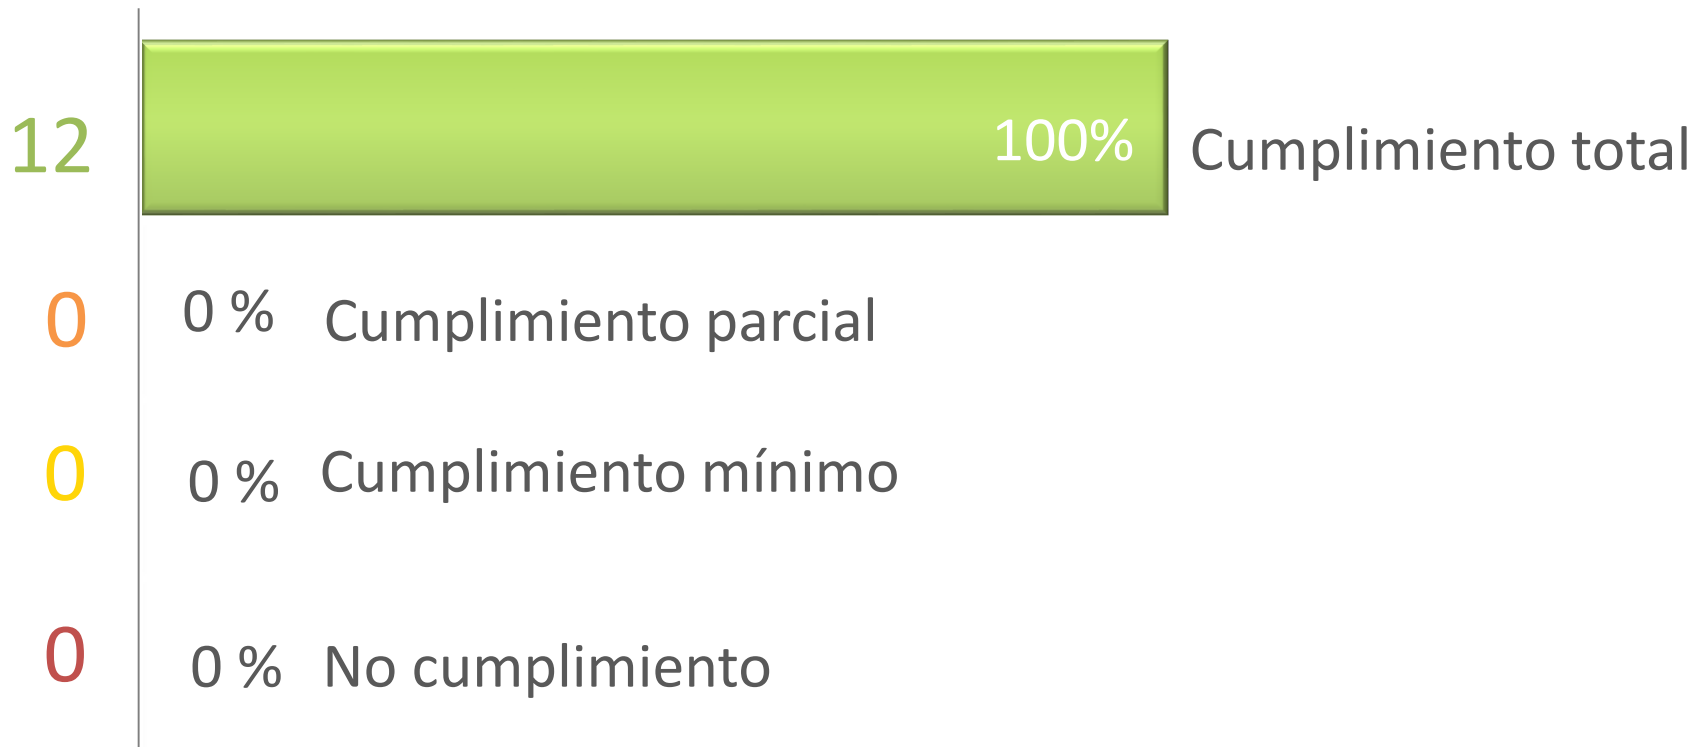 12 100% Cumplimiento total
0 0 % Cumplimiento parcial
0 0 % Cumplimiento mínimo
0 0 % No cumplimiento